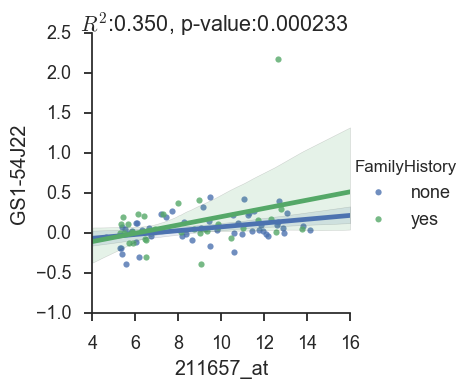 R²:0.350, p-value:0.000233
2.5
2.0
1.5
1.0
0.5
0.0
−0.5
−1.0
GS1-54J22
4 6 8 10 12 14 16
211657_at
FamilyHistory
none
yes